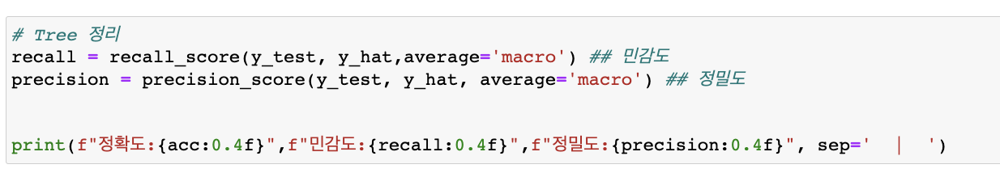 # Tree 정리
recall = recall_score(y_test, y_hat,average='macro') ## 민감도
precision = precision_score(y_test, y_hat, average='macro') ## 정밀도
print(f"정확도:{acc:0.4f}",f"민감도:{recall:0.4f}",f"정밀도:{precision:0.4f}", sep='  |  ')